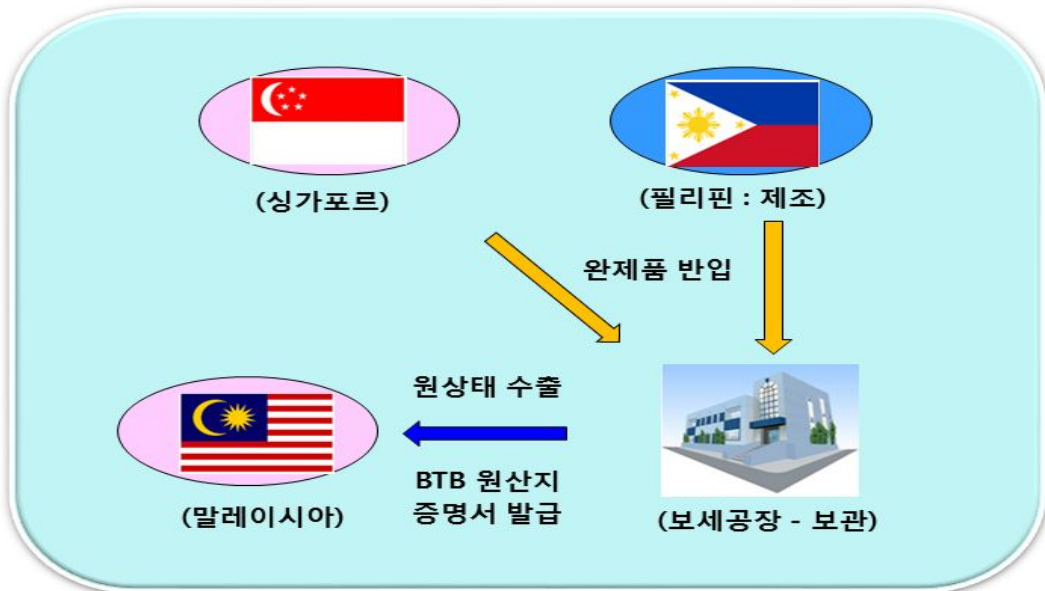 (싱가포르)
(필리핀 : 제조)
완제품 반입
원상태 수출
BTB 원산지
증명서 발급
(말레이시아)
(보세공장 - 보관)